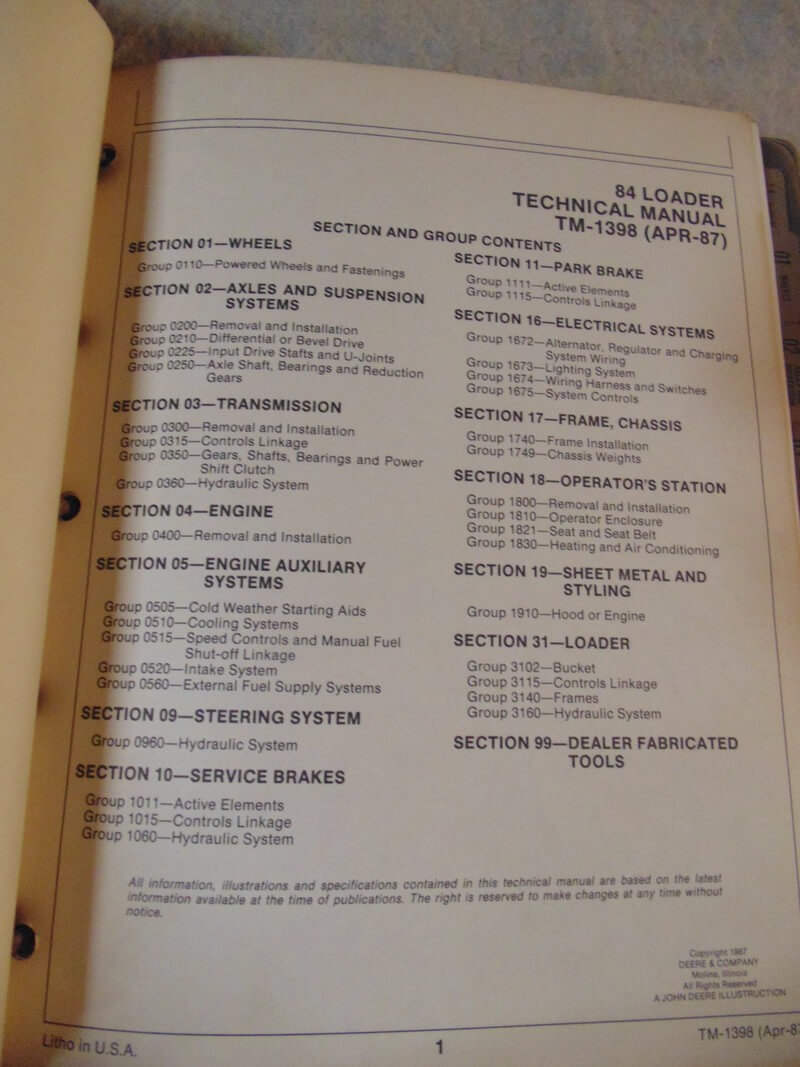 84 LOADER
TECHNICAL MANUAL
TM-1398 (APR-87)
SECTION AND GROUP CONTENTS
SECTION 01—WHEELS
Group 0110—Powered Wheels and Fastenings
SECTION 02—AXLES AND SUSPENSION
SYSTEMS
Group 0200—Removal and Installation
Group 0210—Differential or Bevel Drive
Group 0225—Input Drive Stafts and U-Joints
Group 0250—Axle Shaft, Bearings and Reduction
Gears
SECTION 03—TRANSMISSION
Group 0300—Removal and Installation
Group 0315—Controls Linkage
Group 0350—Gears, Shafts, Bearings and Power
Shift Clutch
Group 0360—Hydraulic System
SECTION 04—ENGINE
Group 0400—Removal and Installation
SECTION 05—ENGINE AUXILIARY
SYSTEMS
Group 0505—Cold Weather Starting Aids
Group 0510—Cooling Systems
Group 0515—Speed Controls and Manual Fuel
Shut-off Linkage
Group 0520—Intake System
Group 0560—External Fuel Supply Systems
SECTION 09—STEERING SYSTEM
Group 0960—Hydraulic System
SECTION 10—SERVICE BRAKES
Group 1011—Active Elements
Group 1015—Controls Linkage
Group 1060—Hydraulic System
SECTION 11—PARK BRAKE
Group 1111—Active Elements
Group 1115—Controls Linkage
SECTION 16—ELECTRICAL SYSTEMS
Group 1672—Alternator, Regulator and Charging
System Wiring
Group 1673—Lighting System
Group 1674—Wiring Harness and Switches
Group 1675—System Controls
SECTION 17—FRAME, CHASSIS
Group 1740—Frame Installation
Group 1749—Chassis Weights
SECTION 18—OPERATOR'S STATION
Group 1800—Removal and Installation
Group 1810—Operator Enclosure
Group 1821—Seat and Seat Belt
Group 1830—Heating and Air Conditioning
SECTION 19—SHEET METAL AND
STYLING
Group 1910—Hood or Engine
SECTION 31—LOADER
Group 3102—Bucket
Group 3115—Controls Linkage
Group 3140—Frames
Group 3160—Hydraulic System
SECTION 99—DEALER FABRICATED
TOOLS
All information, illustrations and specifications contained in this technical manual are based on the latest
information available at the time of publications. The right is reserved to make changes at any time without
notice.
Copyright 1987
DEERE & COMPANY
Moline, Illinois
All Rights Reserved
A JOHN DEERE ILLUSTRUCTION
Litho in U.S.A.
1
TM-1398 (Apr-87